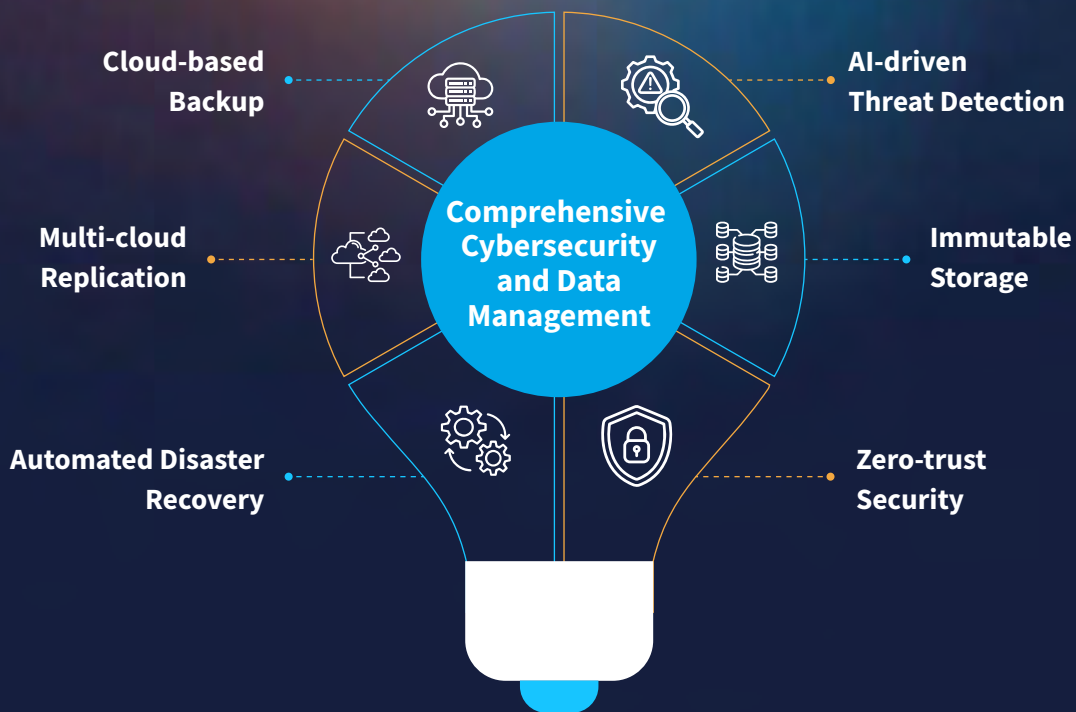 Cloud-based
Backup
AI-driven
Threat Detection
Multi-cloud
Replication
Comprehensive
Cybersecurity
and Data
Management
Immutable
Storage
Automated Disaster
Recovery
Zero-trust
Security